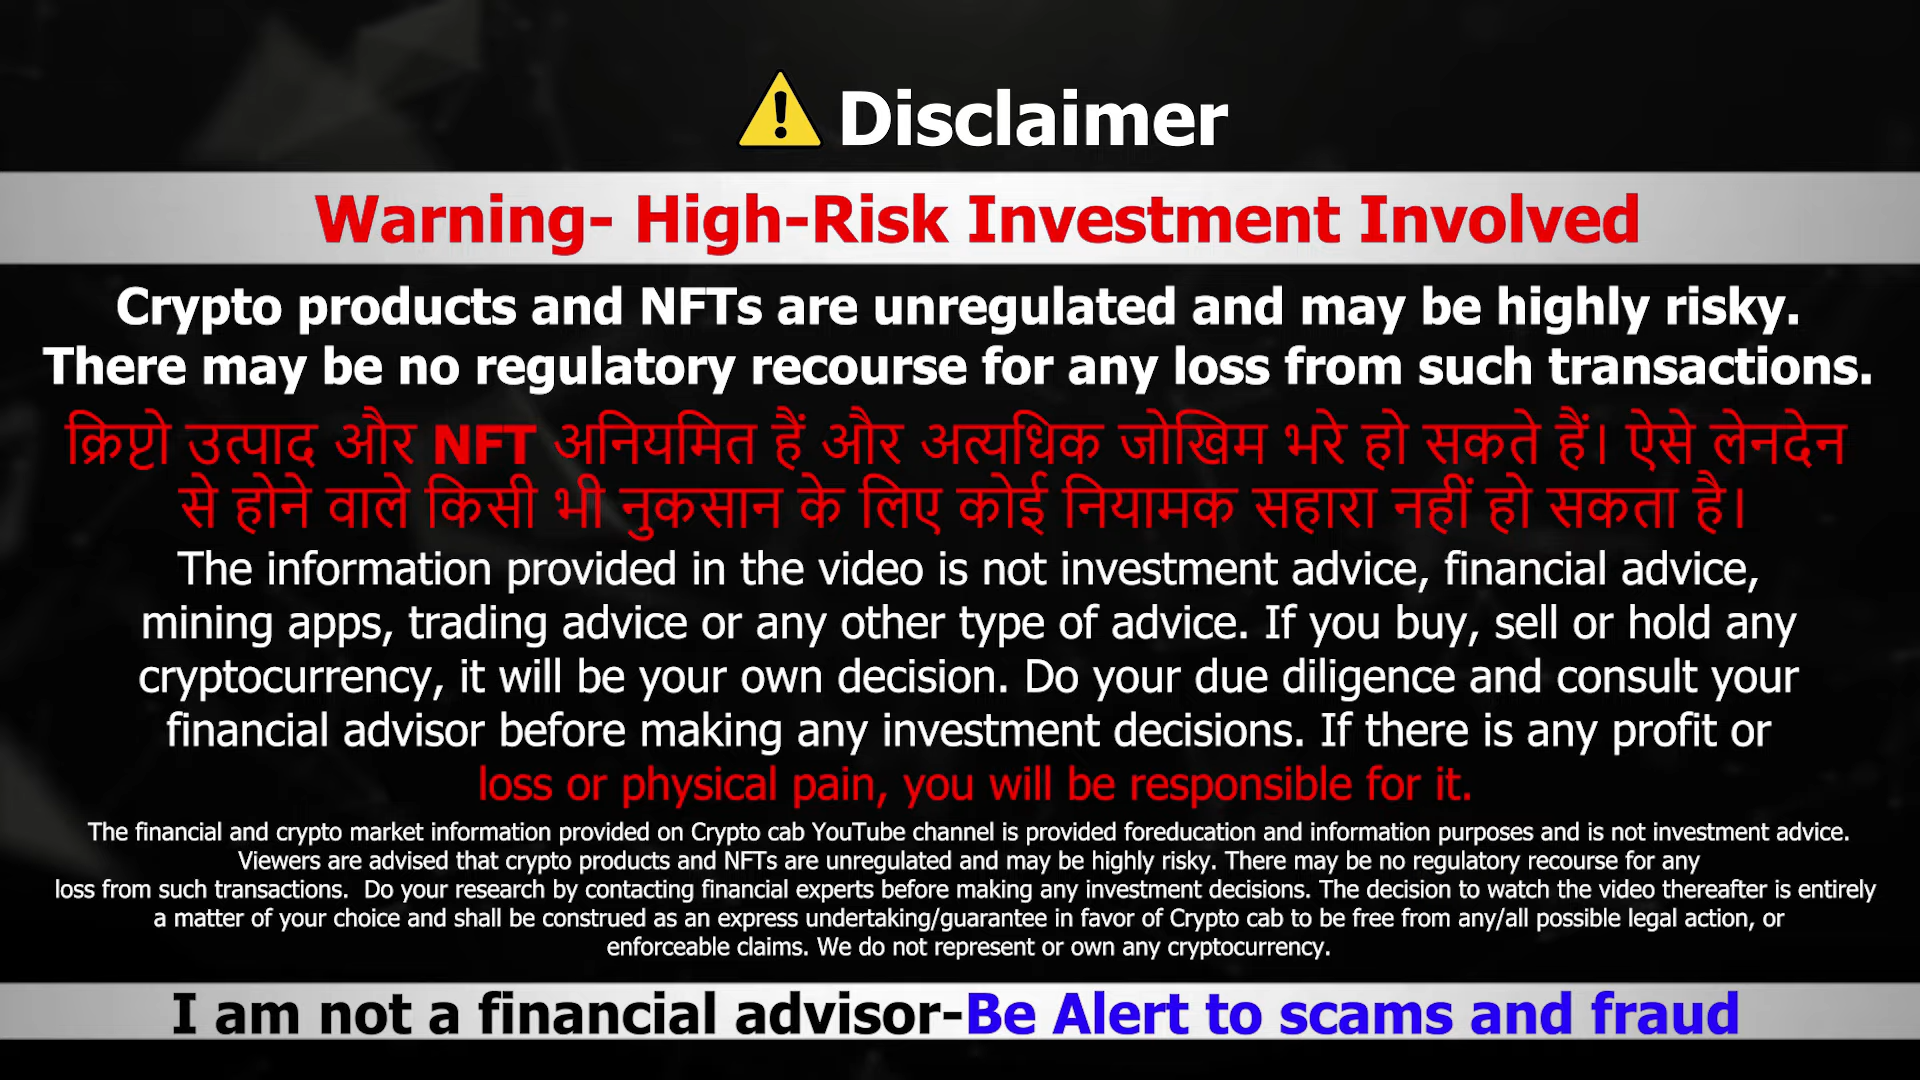 Disclaimer
Warning- High-Risk Investment Involved
Crypto products and NFTs are unregulated and may be highly risky.
There may be no regulatory recourse for any loss from such transactions.
क्रिप्टो उत्पाद और NFT अनियमित हैं और अत्यधिक जोखिम भरे हो सकते हैं। ऐसे लेनदेन
से होने वाले किसी भी नुकसान के लिए कोई नियामक सहारा नहीं हो सकता है।
The information provided in the video is not investment advice, financial advice,
mining apps, trading advice or any other type of advice. If you buy, sell or hold any
cryptocurrency, it will be your own decision. Do your due diligence and consult your
financial advisor before making any investment decisions. If there is any profit or
loss or physical pain, you will be responsible for it.
The financial and crypto market information provided on Crypto cab YouTube channel is provided foreducation and information purposes and is not investment advice.
Viewers are advised that crypto products and NFTs are unregulated and may be highly risky. There may be no regulatory recourse for any
loss from such transactions.  Do your research by contacting financial experts before making any investment decisions. The decision to watch the video thereafter is entirely
a matter of your choice and shall be construed as an express undertaking/guarantee in favor of Crypto cab to be free from any/all possible legal action, or
enforceable claims. We do not represent or own any cryptocurrency.
I am not a financial advisor-Be Alert to scams and fraud